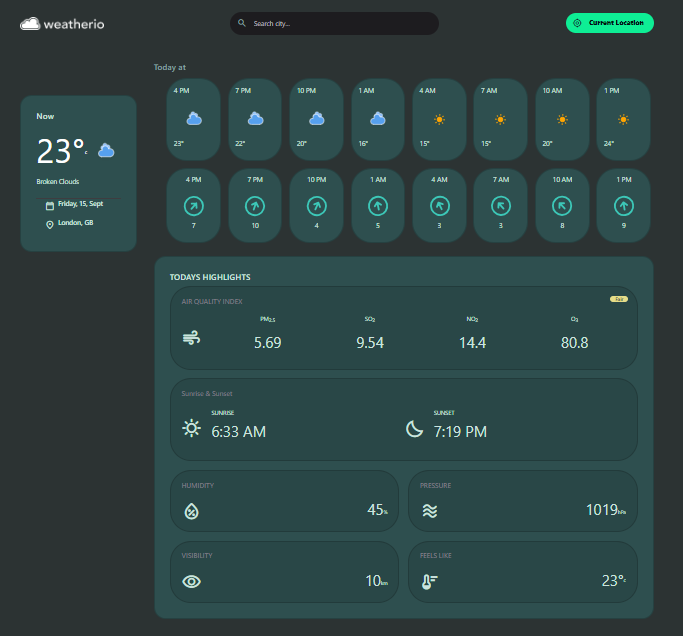 weatherio
Search city...
Current Location
Today at
Now
23°c
Broken Clouds
Friday, 15, Sept
London, GB
4 PM 7 PM 10 PM 1 AM 4 AM 7 AM 10 AM 1 PM
23° 22° 20° 16° 15° 15° 20° 24°
4 PM 7 PM 10 PM 1 AM 4 AM 7 AM 10 AM 1 PM
7 10 4 5 3 3 8 9
TODAYS HIGHLIGHTS
AIR QUALITY INDEX
Fair
PM2.5 SO2 NO2 O3
5.69 9.54 14.4 80.8
Sunrise & Sunset
SUNRISE
6:33 AM
SUNSET
7:19 PM
HUMIDITY
45%
PRESSURE
1019hPa
VISIBILITY
10km
FEELS LIKE
23°c